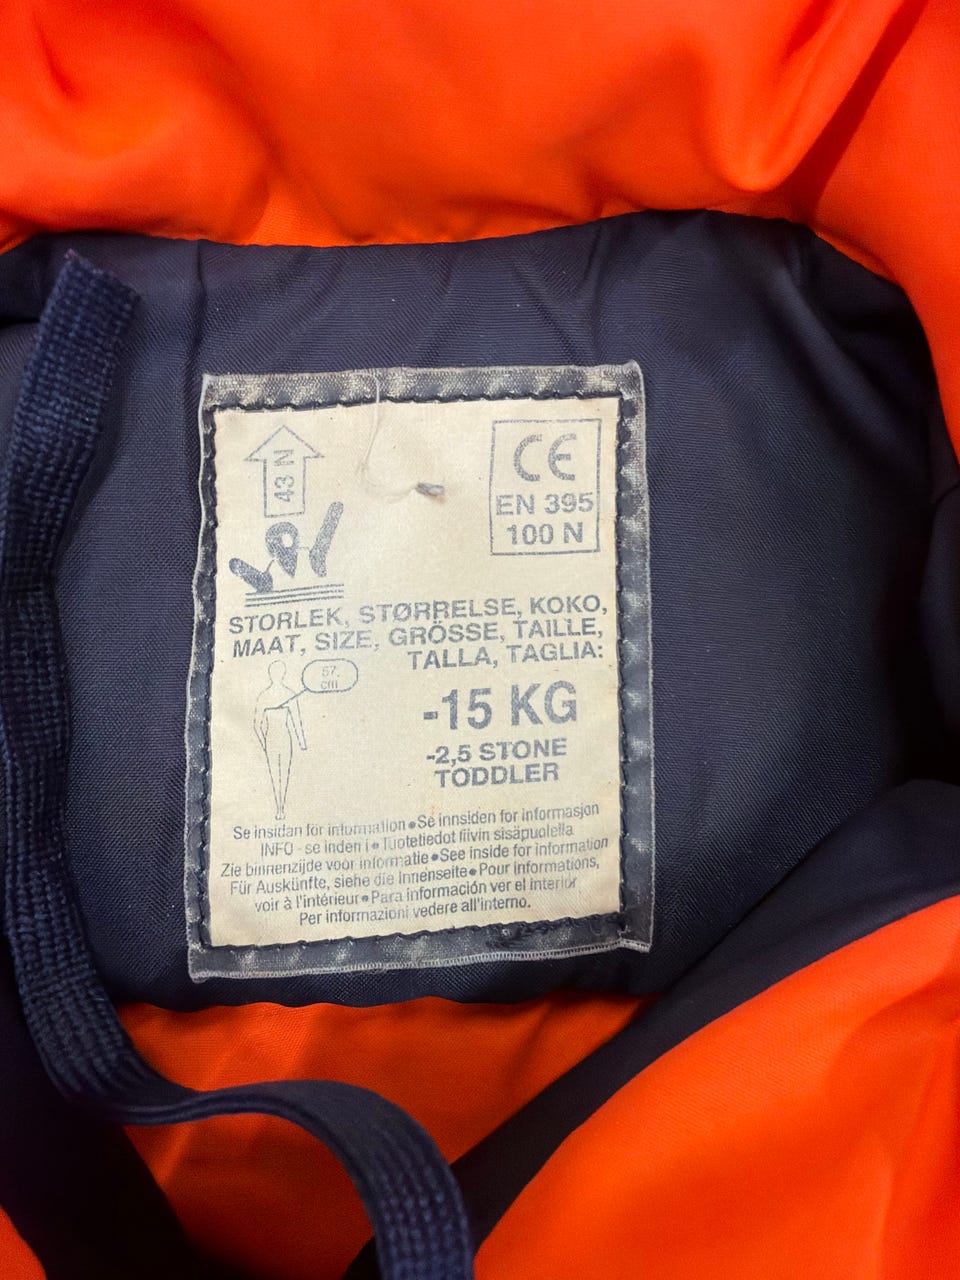 43 N
CE
EN 395
100 N
STORLEK, STØRRELSE, KOKO,
MAAT, SIZE, GRÖSSE, TAILLE,
TALLA, TAGLIA:
57.
cm
-15 KG
-2,5 STONE
TODDLER
Se insidan för information ● Se innsiden for informasjon
INFO - se inden i ● Tuotetiedot liivin sisäpuolella
Zie binnenzijde voor informatie ● See inside for information
Für Auskünfte, siehe die Innenseite ● Pour informations,
voir à l'intérieur ● Para información ver el interior
Per informazioni vedere all'interno.